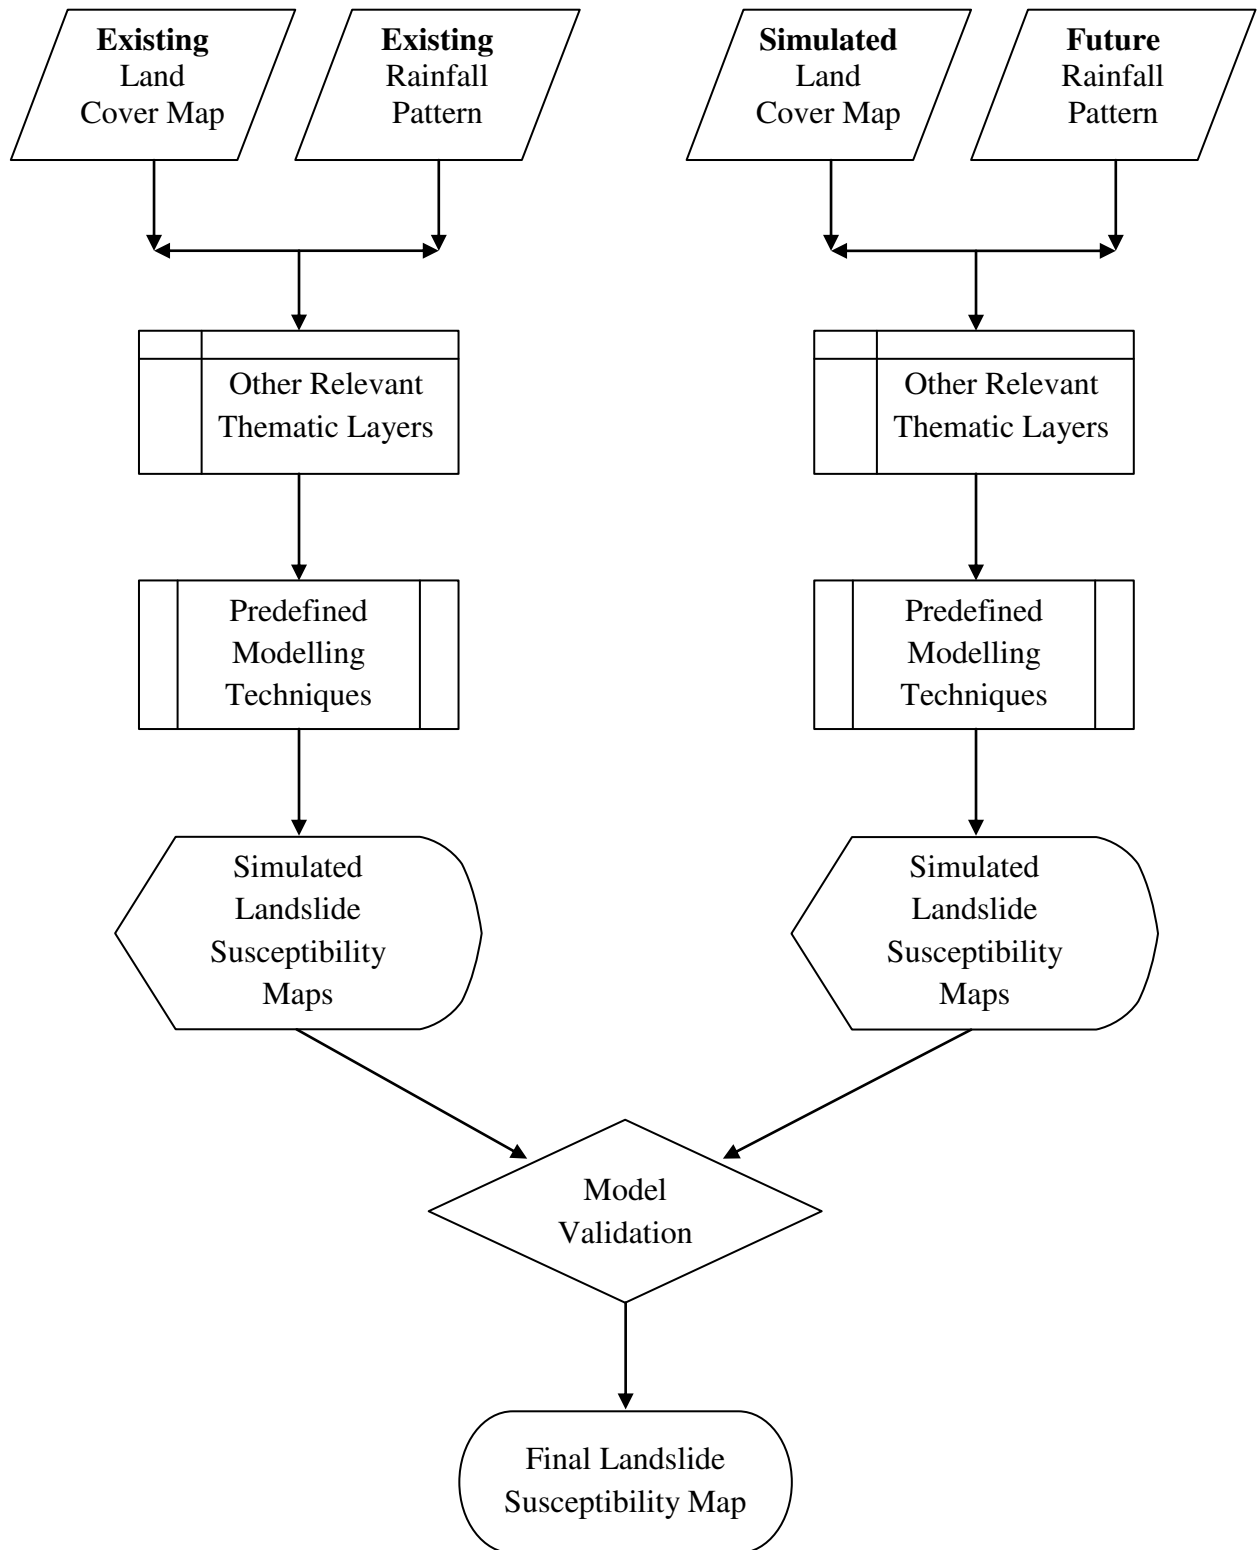 Existing
Land
Cover Map
Existing
Rainfall
Pattern
Simulated
Land
Cover Map
Future
Rainfall
Pattern
Other Relevant
Thematic Layers
Other Relevant
Thematic Layers
Predefined
Modelling
Techniques
Predefined
Modelling
Techniques
Simulated
Landslide
Susceptibility
Maps
Simulated
Landslide
Susceptibility
Maps
Model
Validation
Final Landslide
Susceptibility Map